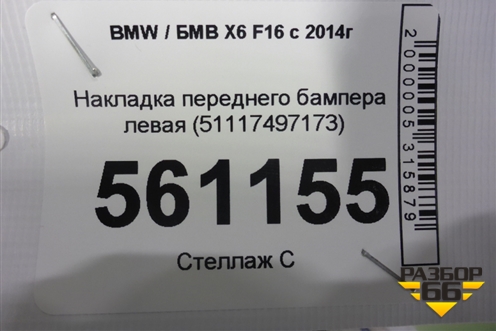 BMW / БМВ X6 F16 с 2014г
Накладка переднего бампера
левая (51117497173)
561155
Стеллаж С
2000005315879
РАЗБОР
66